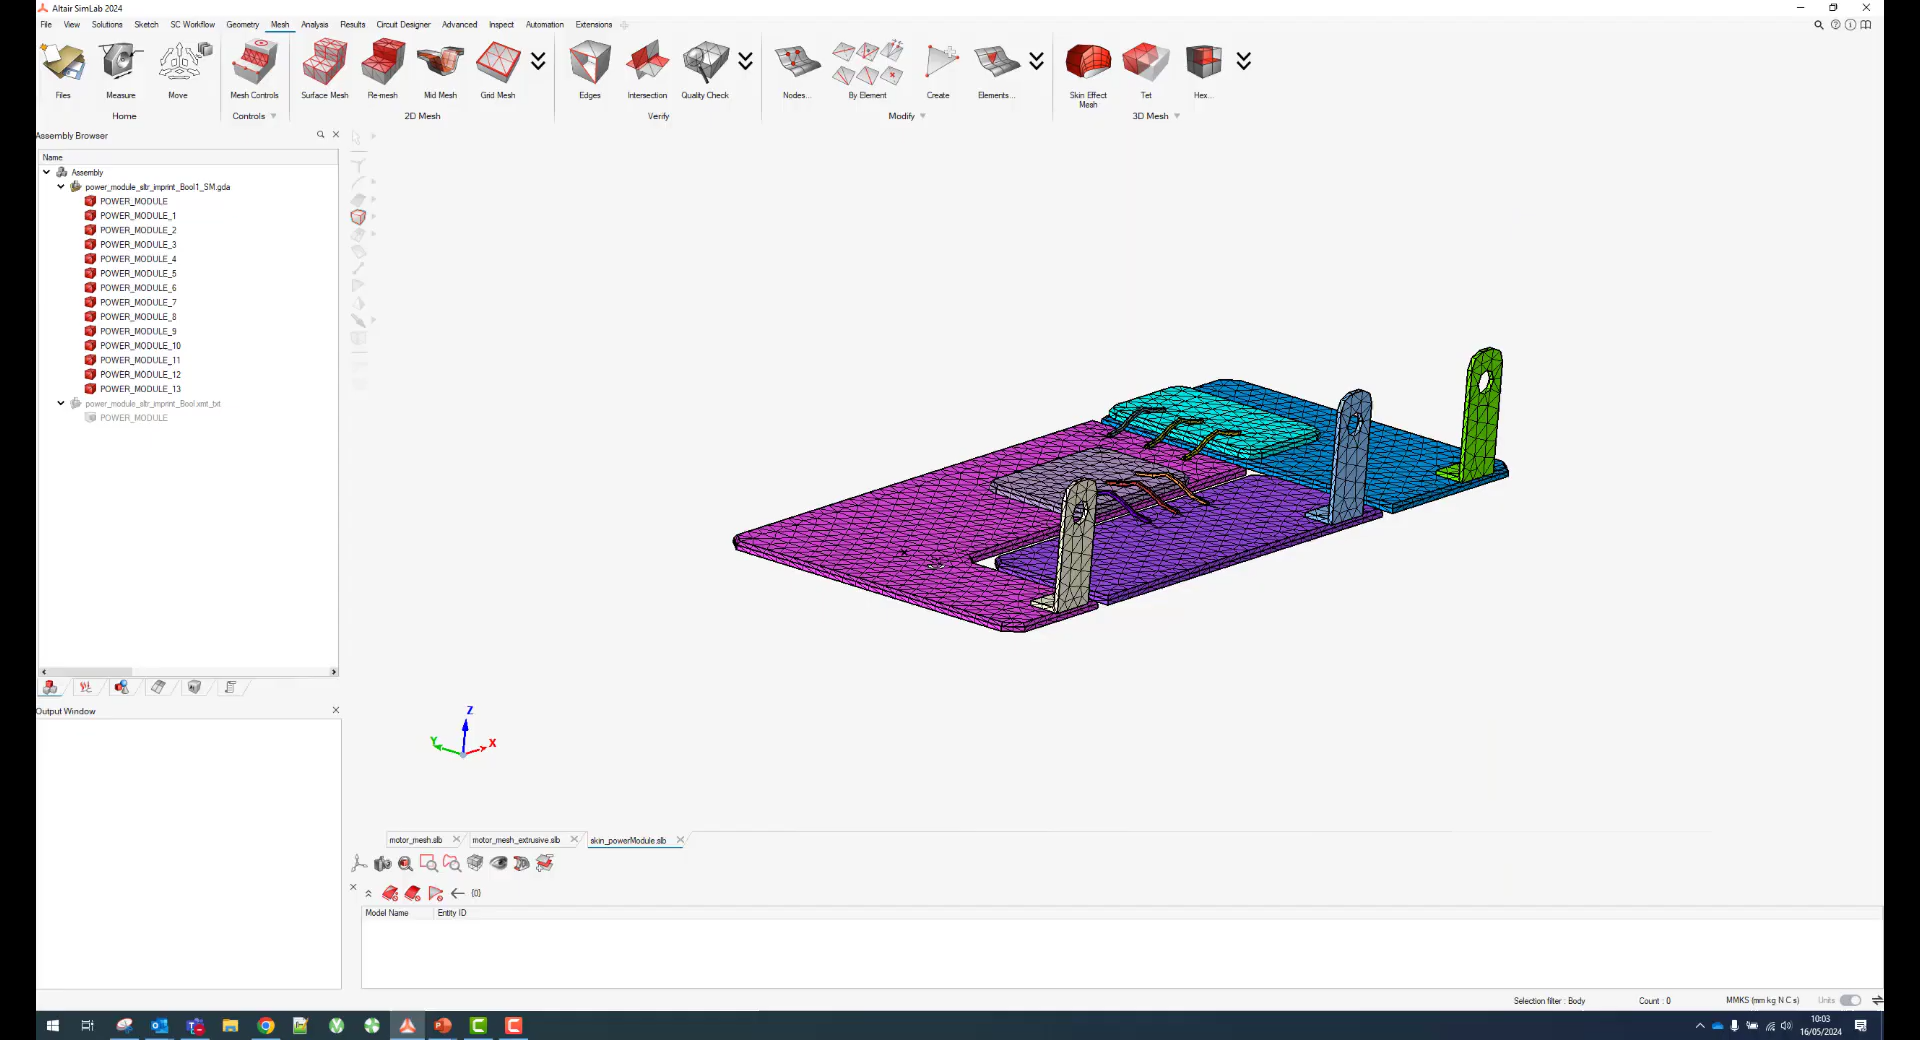 Altair SimLab 2024
File View Solutions Sketch SC Workflow Geometry Mesh Analysis Results Circuit Designer Advanced Inspect Automation Extensions
Files Measure Move Mesh Controls Surface Mesh Re-mesh Mid Mesh Grid Mesh Edges Intersection Quality Check Nodes... By Element Create Elements... Skin Effect Mesh Tet Hex...
Home Controls 2D Mesh Verify Modify 3D Mesh
Assembly Browser
Name
Assembly
power_module_sltr_imprint_Bool1_SM.gda
POWER_MODULE
POWER_MODULE_1
POWER_MODULE_2
POWER_MODULE_3
POWER_MODULE_4
POWER_MODULE_5
POWER_MODULE_6
POWER_MODULE_7
POWER_MODULE_8
POWER_MODULE_9
POWER_MODULE_10
POWER_MODULE_11
POWER_MODULE_12
POWER_MODULE_13
power_module_sltr_imprint_Bool.xmt_txt
POWER_MODULE
Output Window
Z
Y X
motor_mesh.slb motor_mesh_extrusive.slb skin_powerModule.slb
(0)
Model Name Entity ID
Selection filter : Body Count : 0 MMKS (mm kg N C s) Units
10:03
16/05/2024